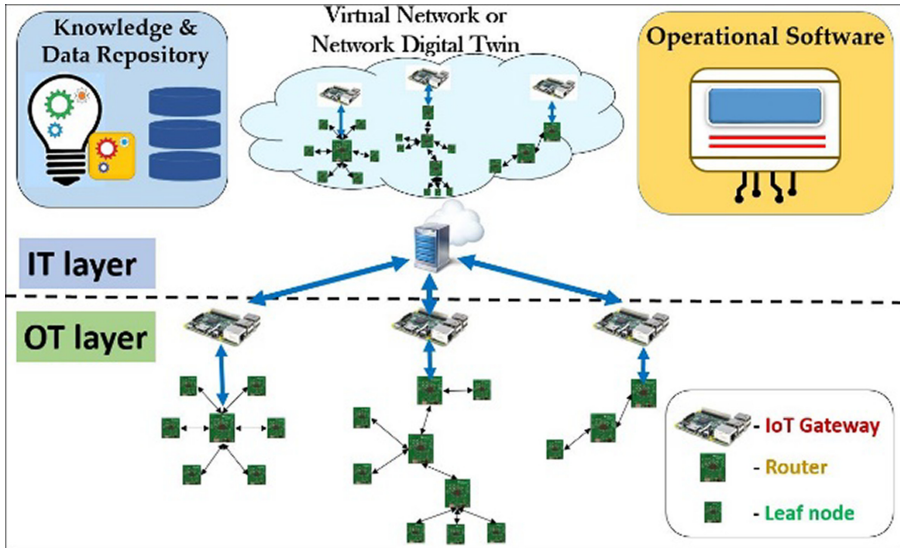 Knowledge &
Data Repository
Virtual Network or
Network Digital Twin
Operational Software
IT layer
OT layer
- IoT Gateway
- Router
- Leaf node